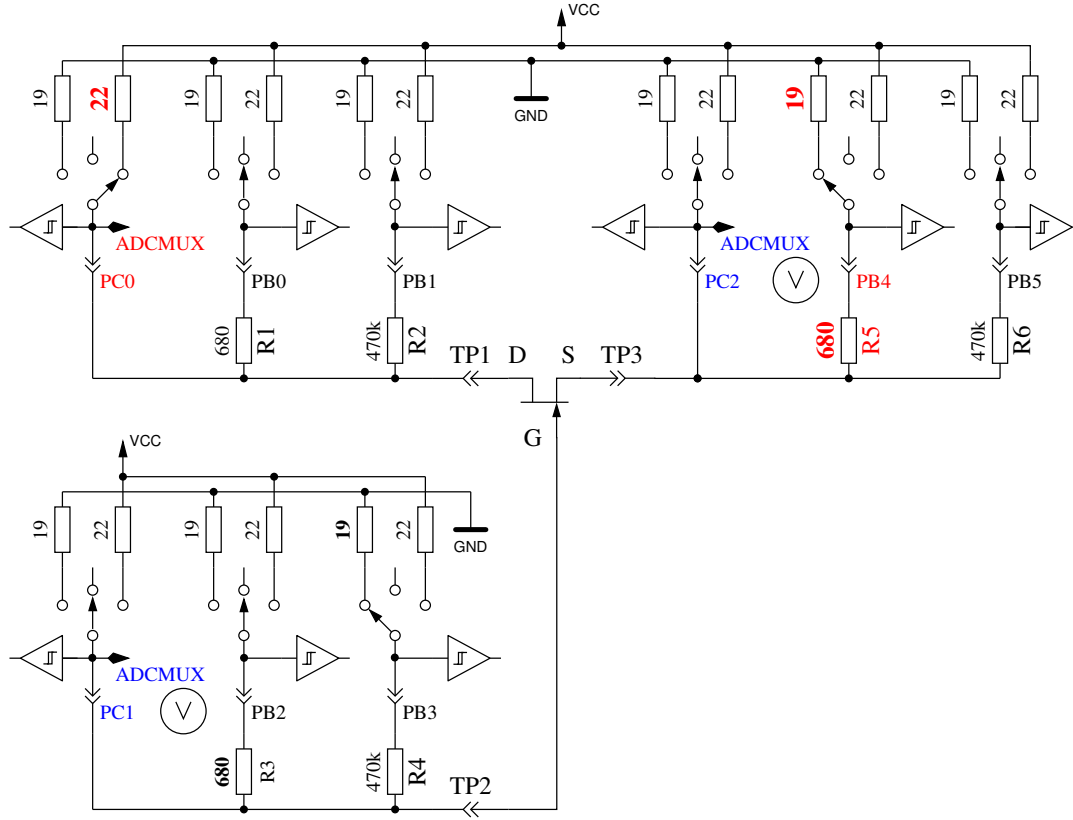 VCC
19
22
19
22
19
22
GND
19
22
19
22
19
22
ADCMUX
ADCMUX
PC0
PB0
PB1
PC2
V
PB4
PB5
680
R1
470k
R2
680
R5
470k
R6
TP1
D
S
TP3
G
VCC
19
22
19
22
19
22
GND
ADCMUX
PC1
V
PB2
PB3
680
R3
470k
R4
TP2